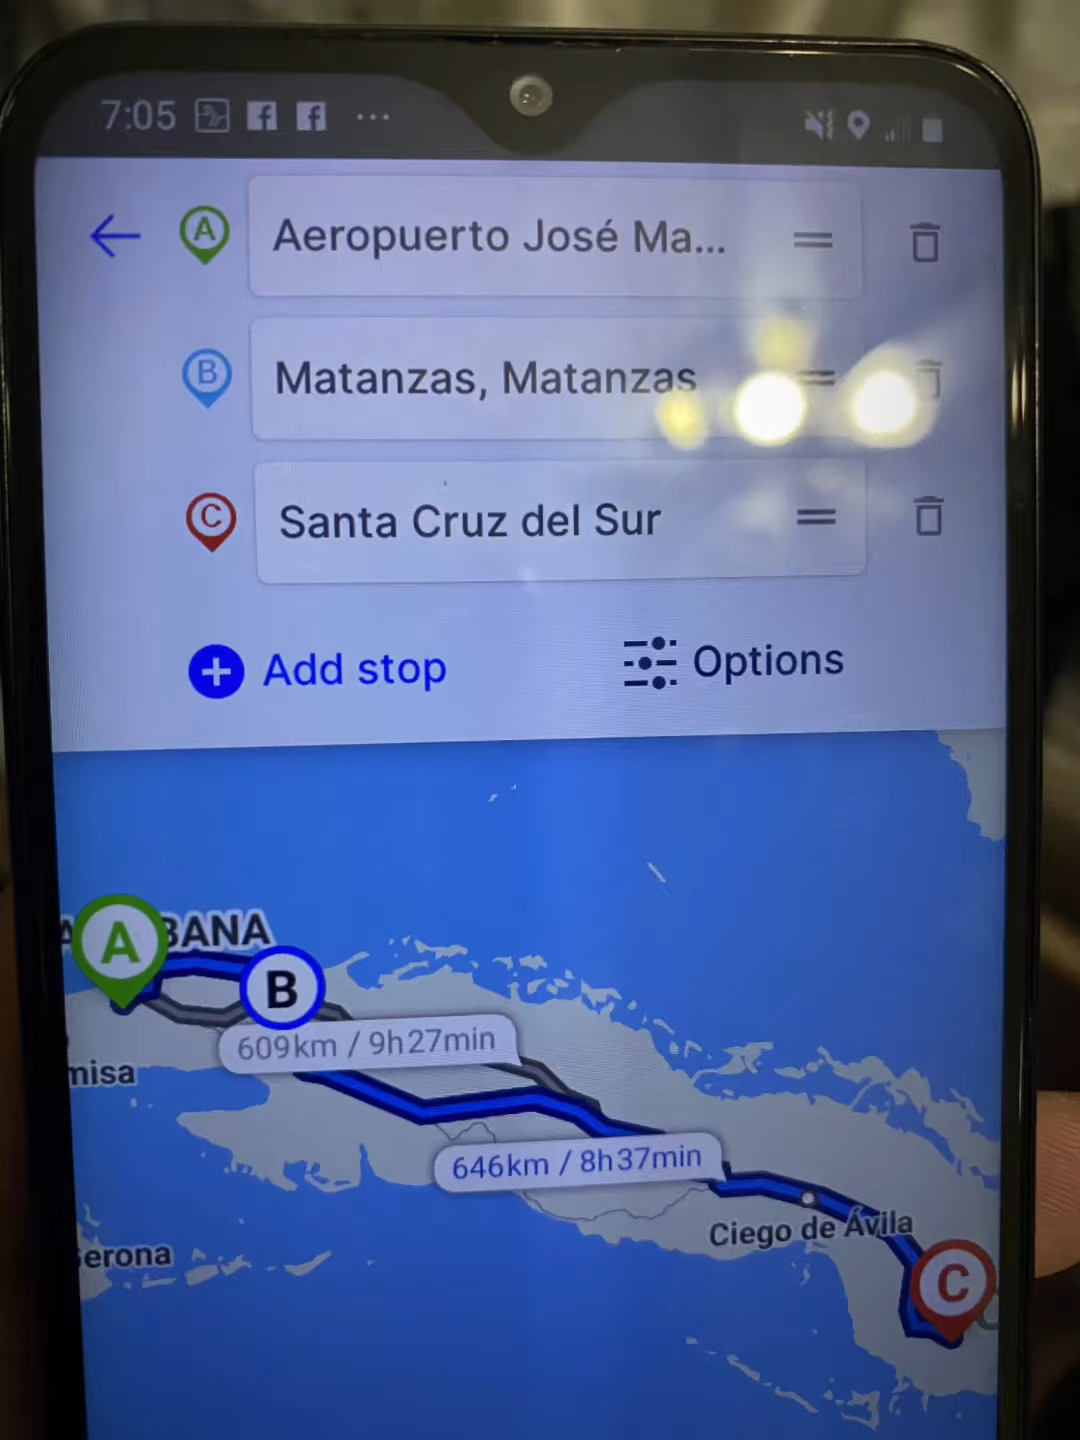 7:05
A Aeropuerto José Ma...
B Matanzas, Matanzas
C Santa Cruz del Sur
Add stop
Options
A
BANA
B
609km / 9h27min
misa
646km / 8h37min
Ciego de Ávila
erona
C